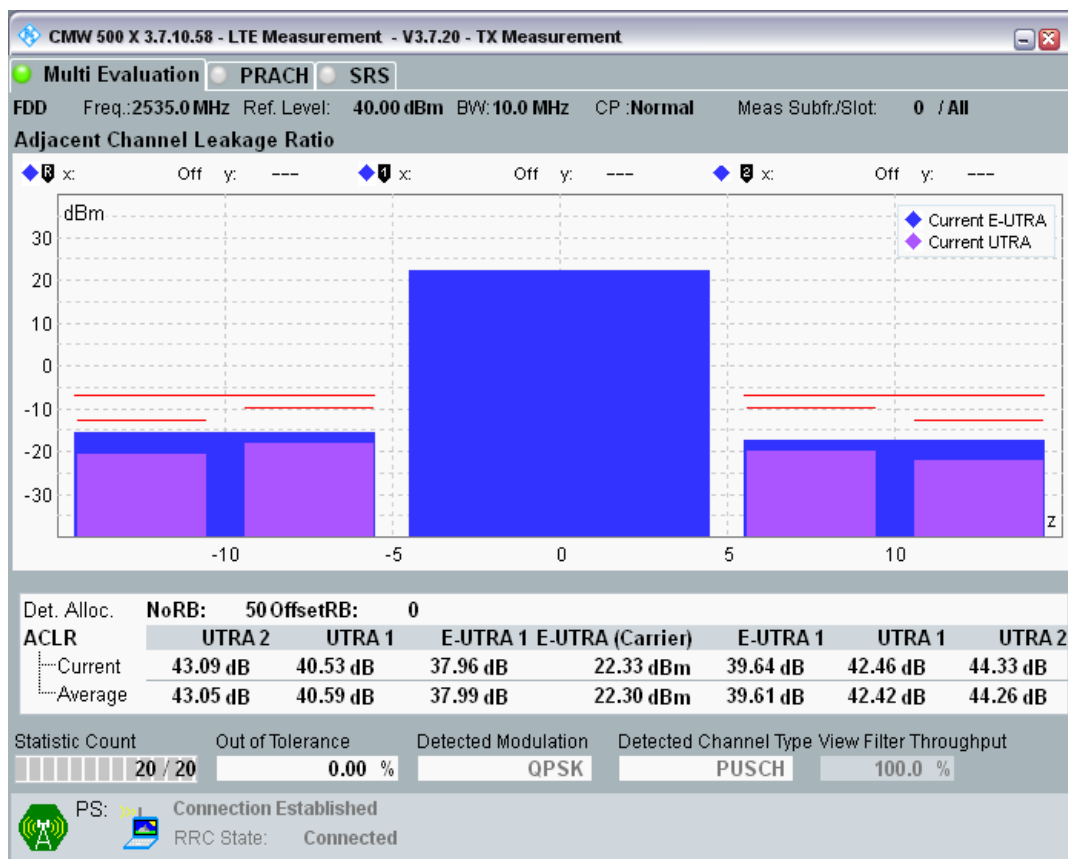 CMW 500 X 3.7.10.58 - LTE Measurement - V3.7.20 - TX Measurement
Multi Evaluation PRACH SRS
FDD Freq.:2535.0 MHz Ref. Level: 40.00 dBm BW: 10.0 MHz CP :Normal Meas Subfr./Slot: 0 / All
Adjacent Channel Leakage Ratio
R x: Off y: --- 1 x: Off y: --- 2 x: Off y: ---
dBm
Current E-UTRA
Current UTRA
30
20
10
0
-10
-20
-30
z
-10 -5 0 5 10
Det. Alloc. NoRB: 50 OffsetRB: 0
ACLR UTRA 2 UTRA 1 E-UTRA 1 E-UTRA (Carrier) E-UTRA 1 UTRA 1 UTRA 2
Current 43.09 dB 40.53 dB 37.96 dB 22.33 dBm 39.64 dB 42.46 dB 44.33 dB
Average 43.05 dB 40.59 dB 37.99 dB 22.30 dBm 39.61 dB 42.42 dB 44.26 dB
Statistic Count Out of Tolerance Detected Modulation Detected Channel Type View Filter Throughput
20 / 20 0.00 % QPSK PUSCH 100.0 %
PS: Connection Established
RRC State: Connected